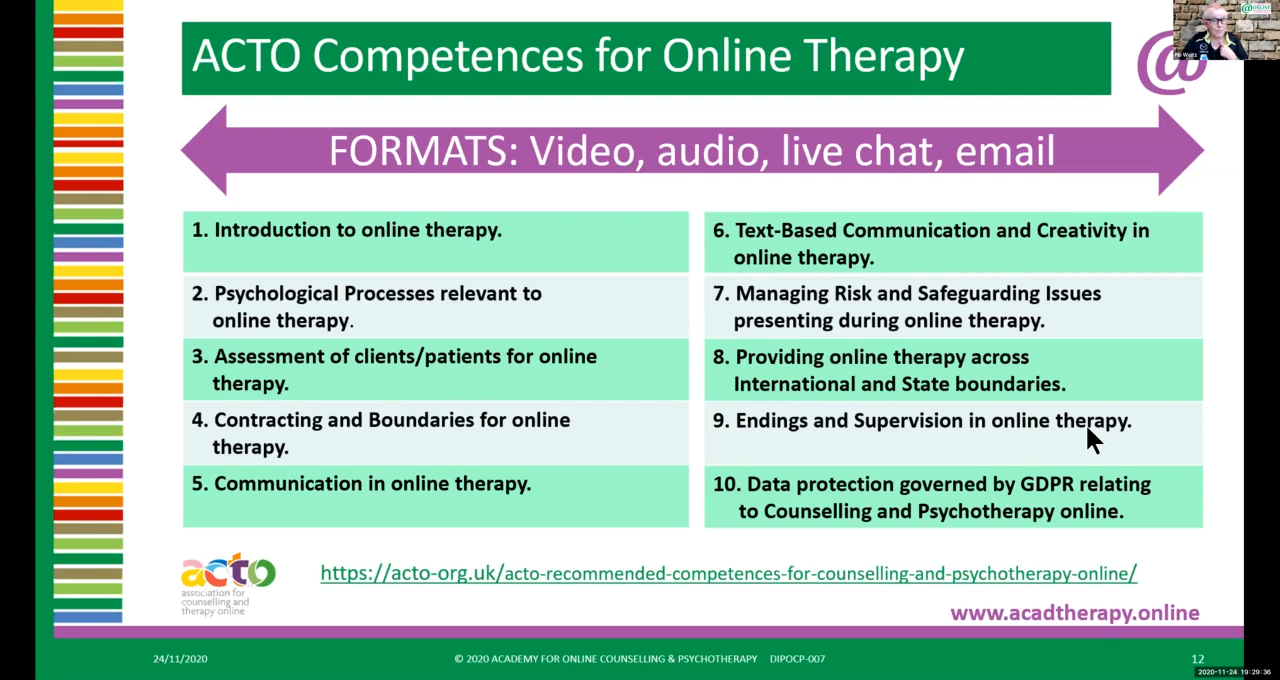 ACTO Competences for Online Therapy
@
@ONLINE
FORMATS: Video, audio, live chat, email
1. Introduction to online therapy.
2. Psychological Processes relevant to
online therapy.
3. Assessment of clients/patients for online
therapy.
4. Contracting and Boundaries for online
therapy.
5. Communication in online therapy.
6. Text-Based Communication and Creativity in
online therapy.
7. Managing Risk and Safeguarding Issues
presenting during online therapy.
8. Providing online therapy across
International and State boundaries.
9. Endings and Supervision in online therapy.
10. Data protection governed by GDPR relating
to Counselling and Psychotherapy online.
acto
association for
counselling and
therapy online
https://acto-org.uk/acto-recommended-competences-for-counselling-and-psychotherapy-online/
www.acadtherapy.online
24/11/2020
© 2020 ACADEMY FOR ONLINE COUNSELLING & PSYCHOTHERAPY DIPOCP-007
12
2020-11-24 19:29:36